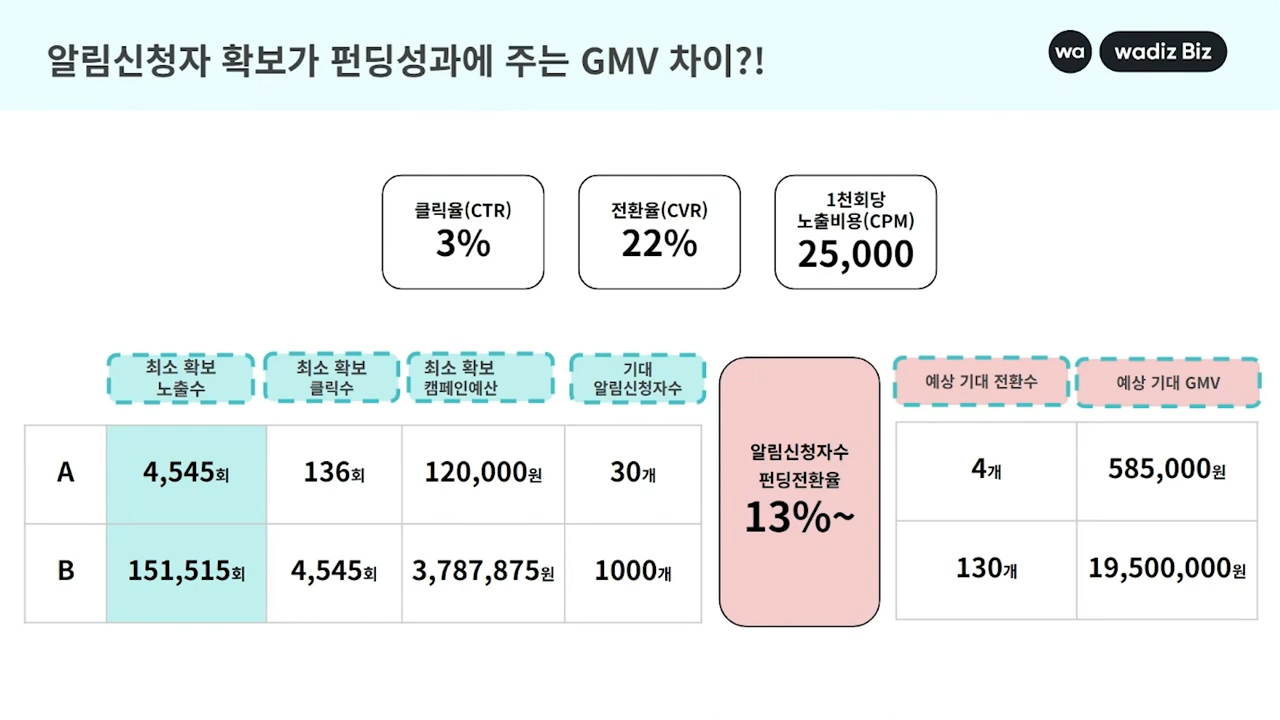 알림신청자 확보가 펀딩성과에 주는 GMV 차이?!
wa
wadiz Biz
클릭율(CTR)
3%
전환율(CVR)
22%
1천회당
노출비용(CPM)
25,000
최소 확보
노출수
최소 확보
클릭수
최소 확보
캠페인예산
기대
알림신청자수
예상 기대 전환수
예상 기대 GMV
A
4,545회
136회
120,000원
30개
4개
585,000원
알림신청자수
펀딩전환율
13%~
B
151,515회
4,545회
3,787,875원
1000개
130개
19,500,000원